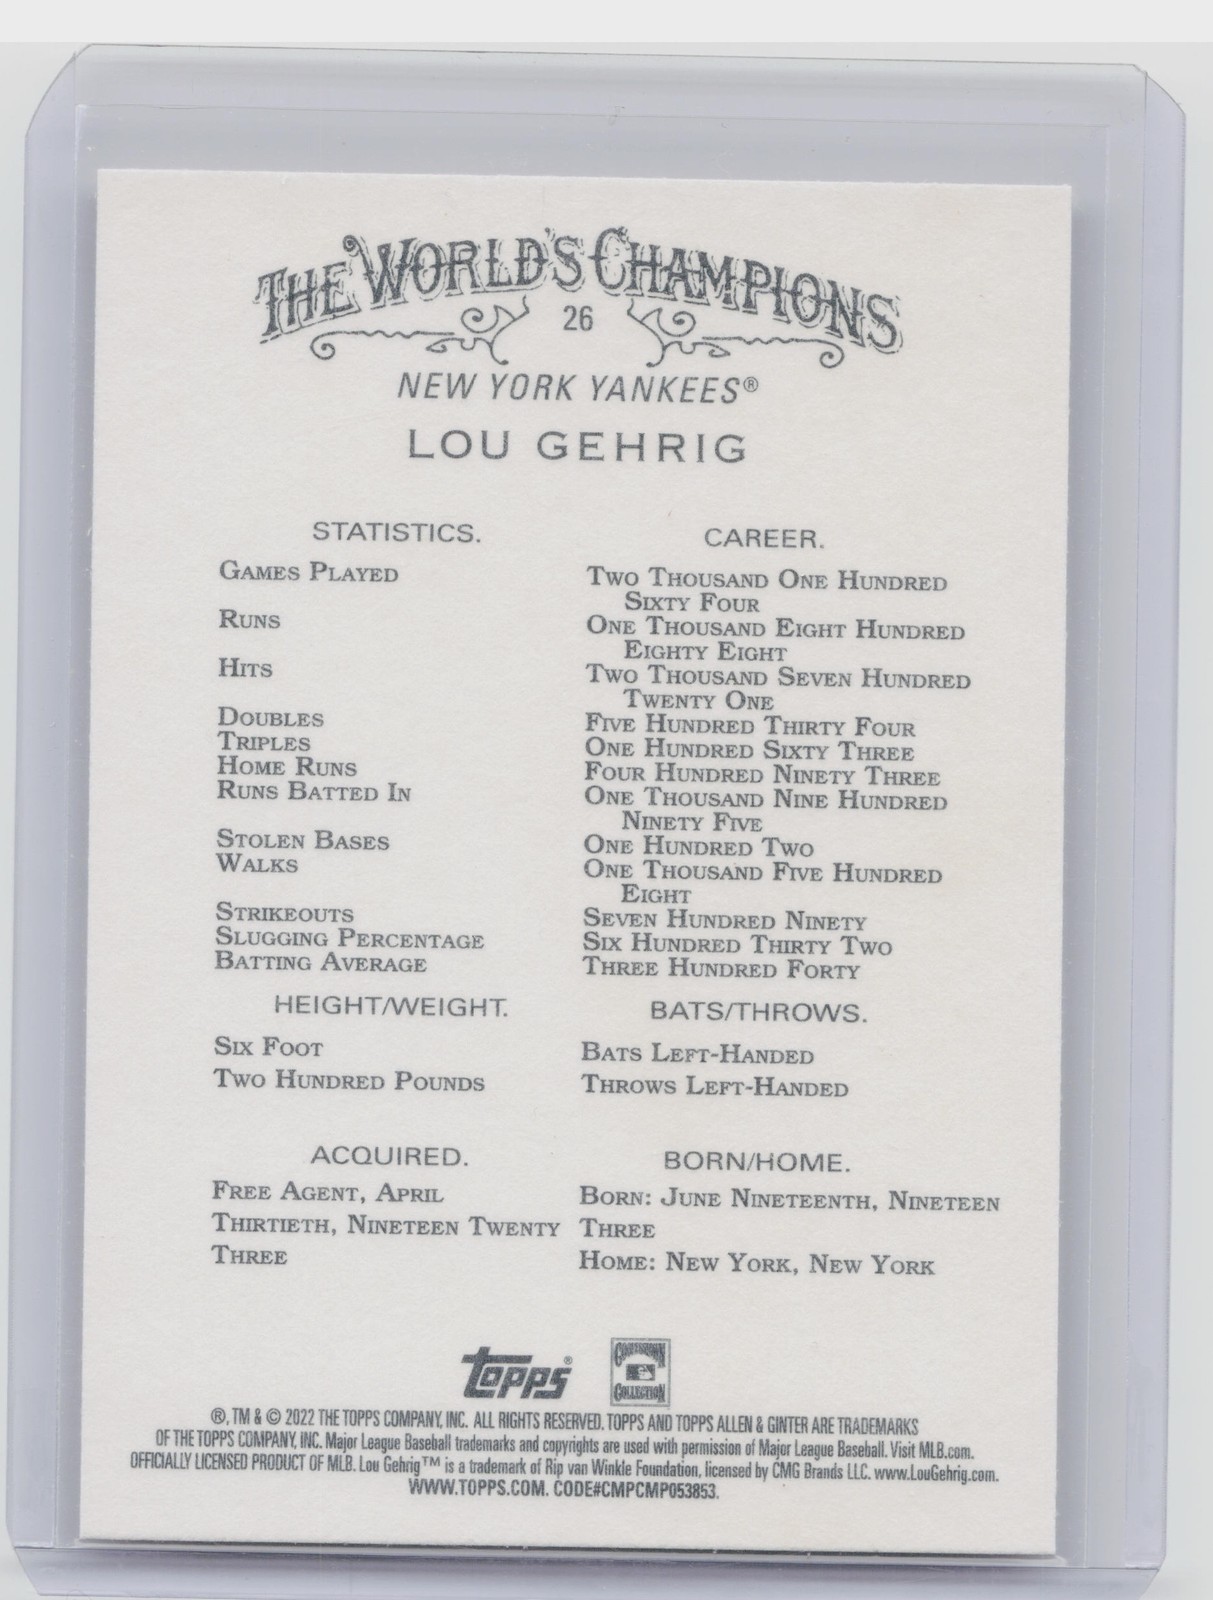 THE WORLD'S CHAMPIONS
26
NEW YORK YANKEES®
LOU GEHRIG
STATISTICS. CAREER.
GAMES PLAYED TWO THOUSAND ONE HUNDRED
SIXTY FOUR
RUNS ONE THOUSAND EIGHT HUNDRED
EIGHTY EIGHT
HITS TWO THOUSAND SEVEN HUNDRED
TWENTY ONE
DOUBLES FIVE HUNDRED THIRTY FOUR
TRIPLES ONE HUNDRED SIXTY THREE
HOME RUNS FOUR HUNDRED NINETY THREE
RUNS BATTED IN ONE THOUSAND NINE HUNDRED
NINETY FIVE
STOLEN BASES ONE HUNDRED TWO
WALKS ONE THOUSAND FIVE HUNDRED
EIGHT
STRIKEOUTS SEVEN HUNDRED NINETY
SLUGGING PERCENTAGE SIX HUNDRED THIRTY TWO
BATTING AVERAGE THREE HUNDRED FORTY
HEIGHT/WEIGHT. BATS/THROWS.
SIX FOOT BATS LEFT-HANDED
TWO HUNDRED POUNDS THROWS LEFT-HANDED
ACQUIRED. BORN/HOME.
FREE AGENT, APRIL BORN: JUNE NINETEENTH, NINETEEN
THIRTIETH, NINETEEN TWENTY THREE
THREE HOME: NEW YORK, NEW YORK
Topps® COOPERSTOWN
COLLECTION
®, TM & © 2022 THE TOPPS COMPANY, INC. ALL RIGHTS RESERVED. TOPPS AND TOPPS ALLEN & GINTER ARE TRADEMARKS
OF THE TOPPS COMPANY, INC. Major League Baseball trademarks and copyrights are used with permission of Major League Baseball. Visit MLB.com.
OFFICIALLY LICENSED PRODUCT OF MLB. Lou Gehrig™ is a trademark of Rip van Winkle Foundation, licensed by CMG Brands LLC. www.LouGehrig.com.
WWW.TOPPS.COM. CODE#CMPCMP053853.